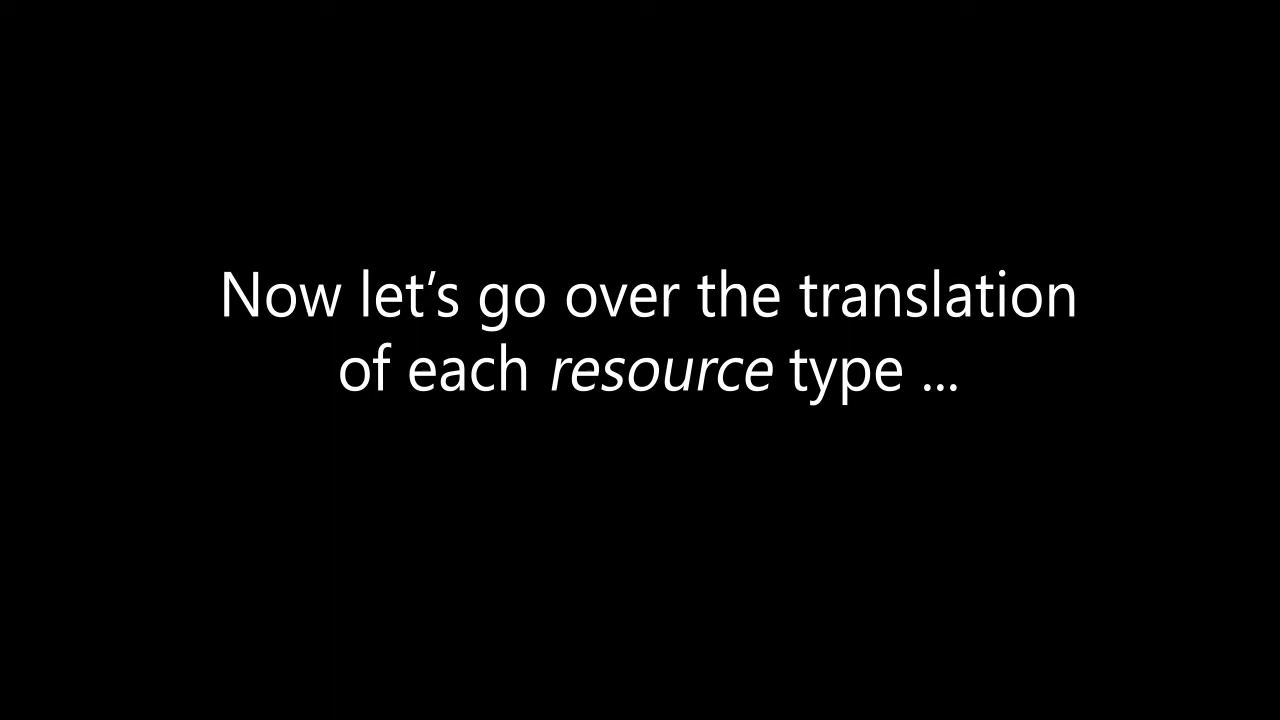 Now let’s go over the translation
of each resource type ...